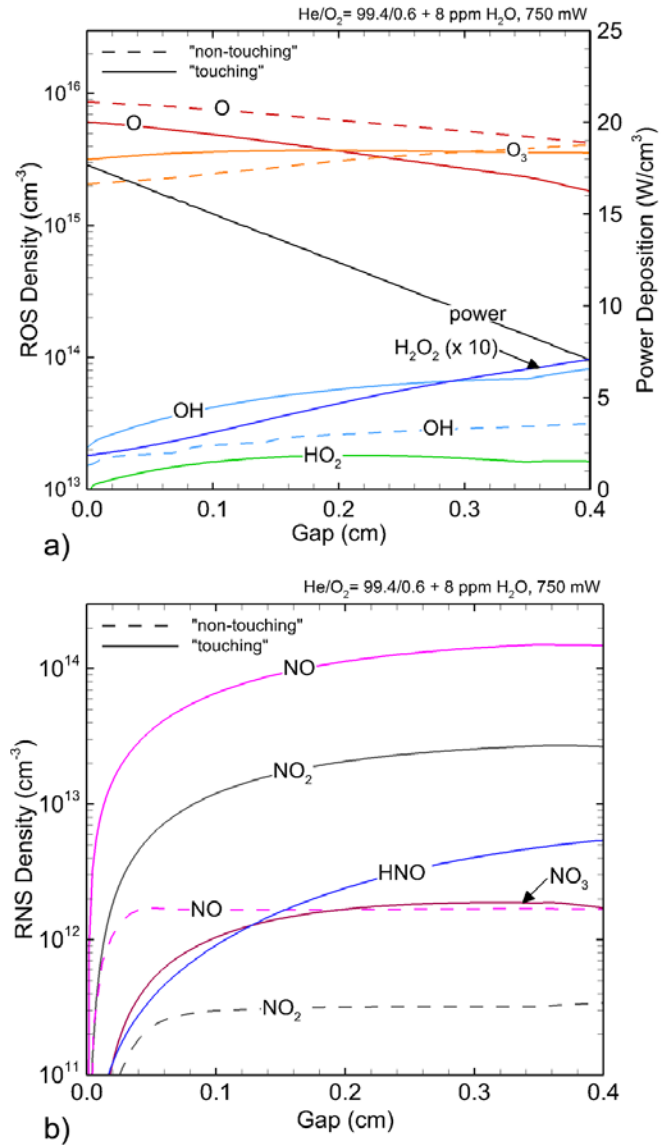 He/O₂= 99.4/0.6 + 8 ppm H₂O, 750 mW
"non-touching"
"touching"
10¹⁶
10¹⁵
10¹⁴
10¹³
25
20
15
10
5
0
ROS Density (cm⁻³)
Power Deposition (W/cm³)
O
O
O₃
power
H₂O₂ (x 10)
OH
OH
HO₂
0.0 0.1 0.2 0.3 0.4
Gap (cm)
a)
He/O₂= 99.4/0.6 + 8 ppm H₂O, 750 mW
"non-touching"
"touching"
10¹⁴
10¹³
10¹²
10¹¹
RNS Density (cm⁻³)
NO
NO₂
HNO
NO₃
NO
NO₂
0.0 0.1 0.2 0.3 0.4
Gap (cm)
b)